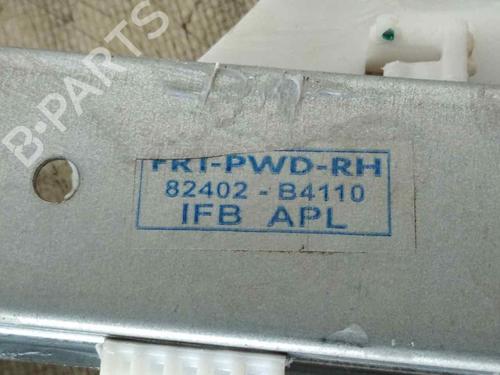 B-PARTS
FRT-PWD-RH
82402 - B4110
IFB APL